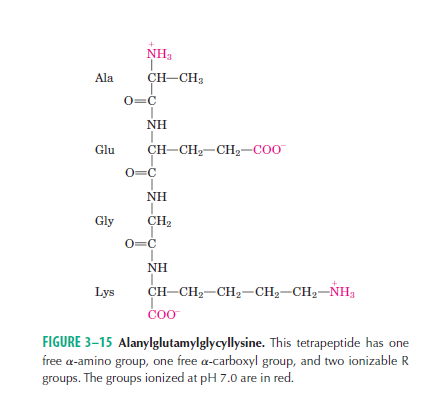 +
NH₃
Ala CH—CH₃
O=C
NH
Glu CH—CH₂—CH₂—COO⁻
O=C
NH
Gly CH₂
O=C
NH
+
Lys CH—CH₂—CH₂—CH₂—CH₂—NH₃
COO⁻
FIGURE 3–15 Alanylglutamylglycyllysine. This tetrapeptide has one
free α-amino group, one free α-carboxyl group, and two ionizable R
groups. The groups ionized at pH 7.0 are in red.